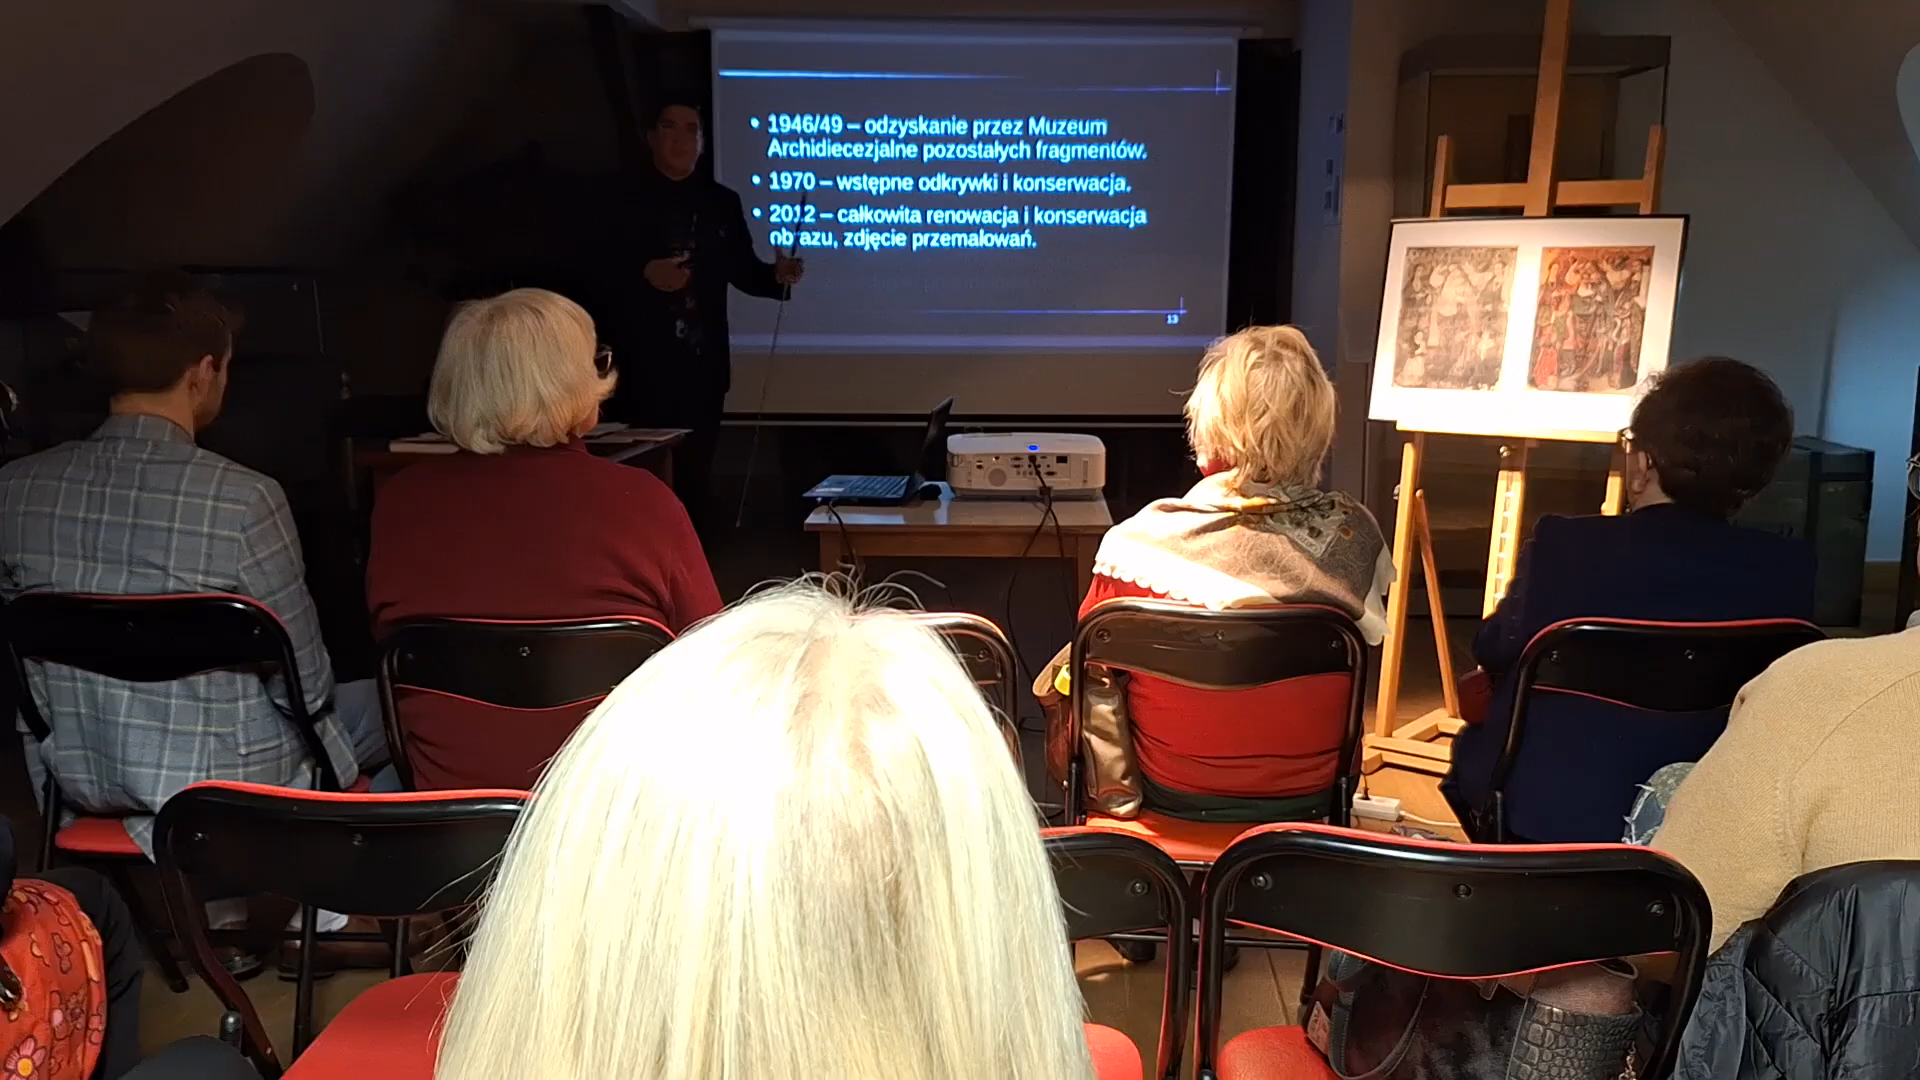 • 1946/49 – odzyskanie przez Muzeum
Archidiecezjalne pozostałych fragmentów.
• 1970 – wstępne odkrywki i konserwacja.
• 2012 – całkowita renowacja i konserwacja
obrazu, zdjęcie przemalowań.
13